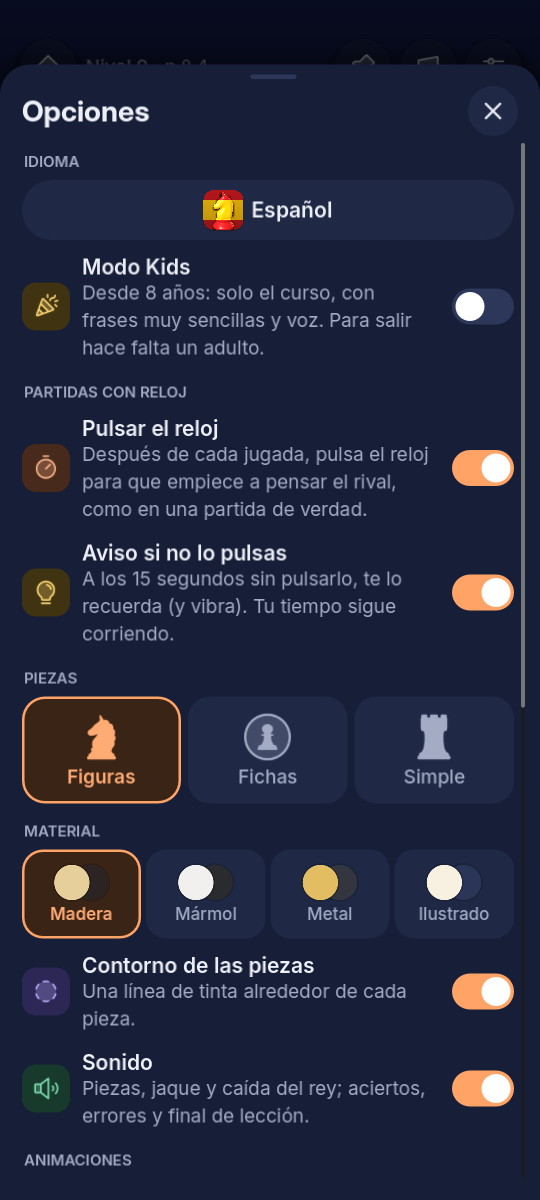 Opciones
IDIOMA
Español
Modo Kids
Desde 8 años: solo el curso, con
frases muy sencillas y voz. Para salir
hace falta un adulto.
PARTIDAS CON RELOJ
Pulsar el reloj
Después de cada jugada, pulsa el reloj
para que empiece a pensar el rival,
como en una partida de verdad.
Aviso si no lo pulsas
A los 15 segundos sin pulsarlo, te lo
recuerda (y vibra). Tu tiempo sigue
corriendo.
PIEZAS
Figuras
Fichas
Simple
MATERIAL
Madera
Mármol
Metal
Ilustrado
Contorno de las piezas
Una línea de tinta alrededor de cada
pieza.
Sonido
Piezas, jaque y caída del rey; aciertos,
errores y final de lección.
ANIMACIONES